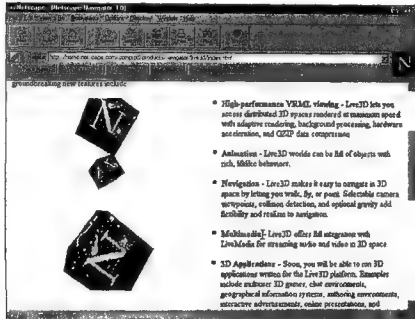 Netscape - [Netscape Navigator 3.0]
groundbreaking new features include
N
• High-performance VRML viewing - Live3D lets you
access distributed 3D spaces rendered at maximum speed
with adaptive rendering, background processing, hardware
acceleration, and GZIP data compression
• Animation - Live3D worlds can be full of objects with
rich, lifelike behaviors.
• Navigation - Live3D makes it easy to navigate in 3D
space by letting you walk, fly, or point. Selectable camera
viewpoints, collision detection, and optional gravity add
flexibility and realism to navigation.
• Multimedia - Live3D offers full integration with
LiveMedia for streaming audio and video in 3D space
• 3D Applications - Soon, you will be able to run 3D
applications written for the Live3D platform. Examples
include multiuser 3D games, chat environments,
geographical information systems, authoring environments,
interactive advertisements, online presentations, and